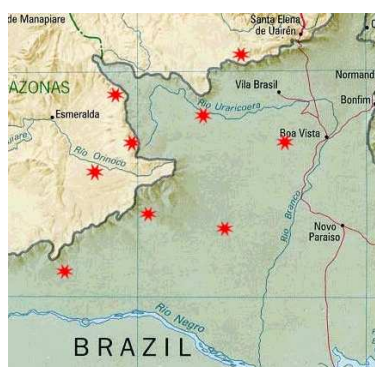 de Manapiare
Santa Elena
de Uairén
AZONAS
Vila Brasil
Normand
Rio Uraricoera
Bonfim
Esmeralda
Boa Vista
Río Orinoco
Rio Branco
Novo
Paraiso
Rio Negro
BRAZIL